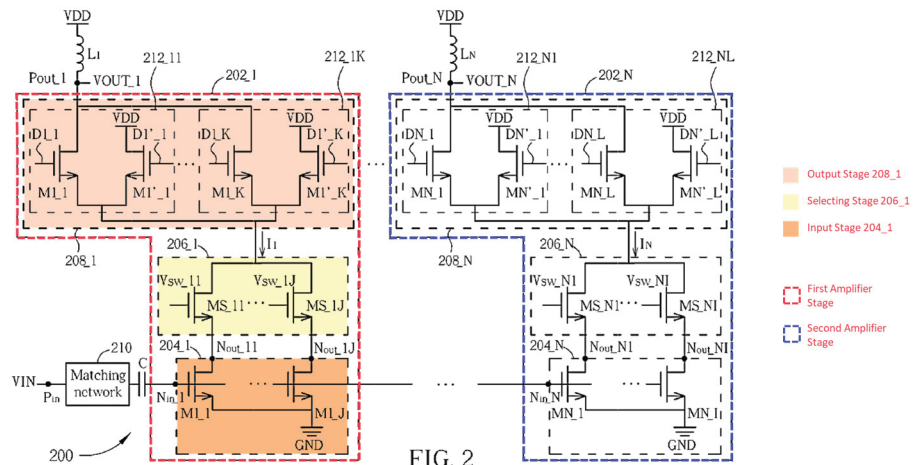 VDD
VDD
L1
LN
212_11
212_1K
212_N1
212_NL
Pout_1
VOUT_1
202_1
Pout_N
VOUT_N
202_N
VDD
VDD
VDD
VDD
D1_1
D1'_1
D1_K
D1'_K
DN_1
DN'_1
DN_L
DN'_L
M1_1
M1'_1
M1_K
M1'_K
MN_1
MN'_1
MN_L
MN'_L
Output Stage 208_1
Selecting Stage 206_1
Input Stage 204_1
208_1
206_1
I1
208_N
206_N
IN
VSW_11
VSW_1J
VSW_N1
VSW_NI
MS_11
MS_1J
MS_N1
MS_NI
First Amplifier
Stage
Second Amplifier
Stage
210
204_1
Nout_11
Nout_1J
204_N
Nout_N1
Nout_NI
VIN
Pin
Matching
network
C
Nin_1
Nin_N
M1_1
M1_J
MN_1
MN_I
GND
GND
200
FIG. 2